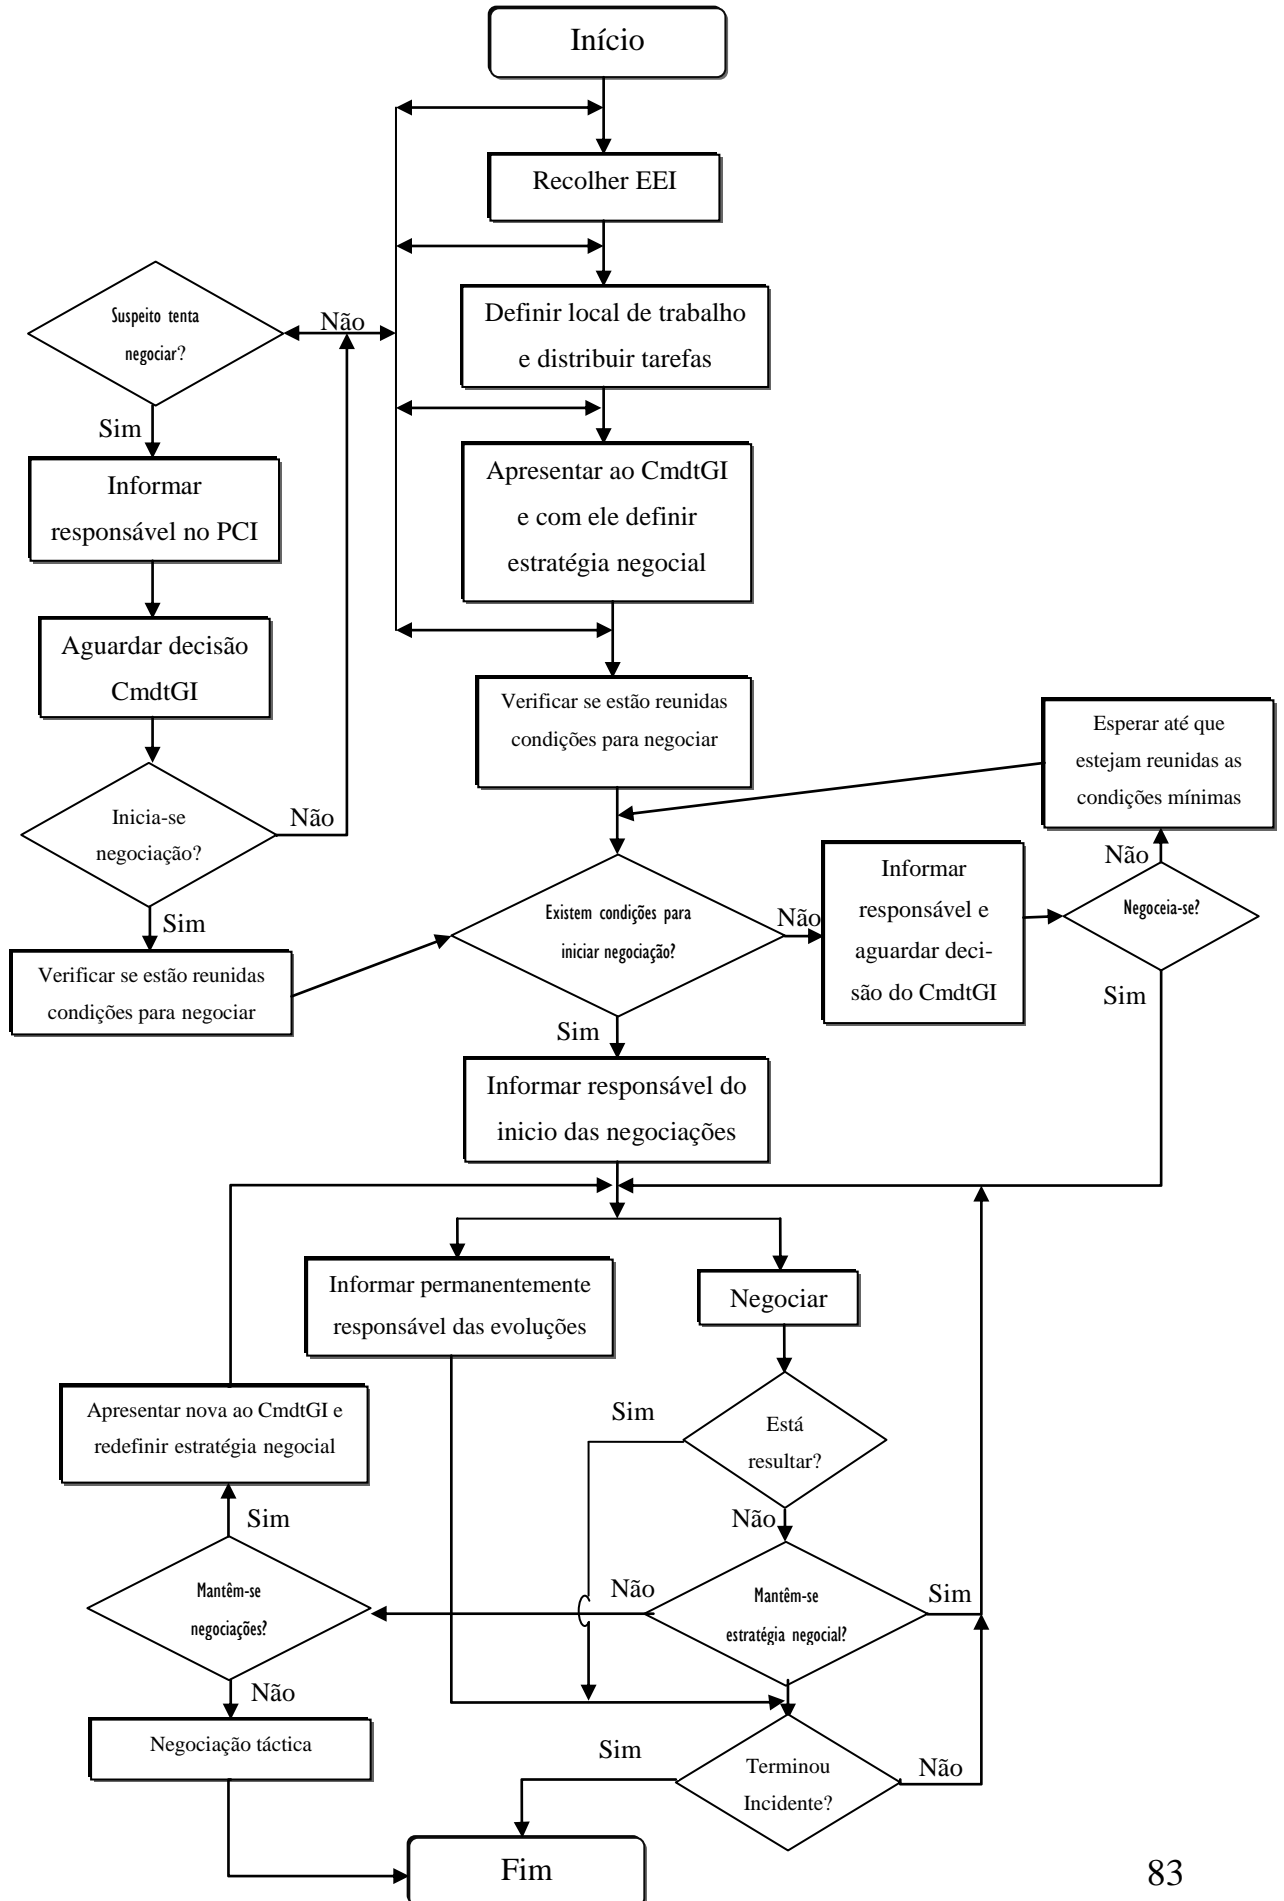 Início
Recolher EEI
Suspeito tenta
negociar?
Não
Definir local de trabalho
e distribuir tarefas
Sim
Informar
responsável no PCI
Apresentar ao CmdtGI
e com ele definir
estratégia negocial
Aguardar decisão
CmdtGI
Verificar se estão reunidas
condições para negociar
Esperar até que
estejam reunidas as
condições mínimas
Inicia-se
negociação?
Não
Sim
Verificar se estão reunidas
condições para negociar
Existem condições para
iniciar negociação?
Não
Informar
responsável e
aguardar deci-
são do CmdtGI
Não
Negoceia-se?
Sim
Sim
Informar responsável do
inicio das negociações
Informar permanentemente
responsável das evoluções
Negociar
Apresentar nova ao CmdtGI e
redefinir estratégia negocial
Sim
Está
resultar?
Não
Sim
Mantêm-se
negociações?
Não
Mantêm-se
estratégia negocial?
Sim
Não
Negociação táctica
Sim
Terminou
Incidente?
Não
Fim
83